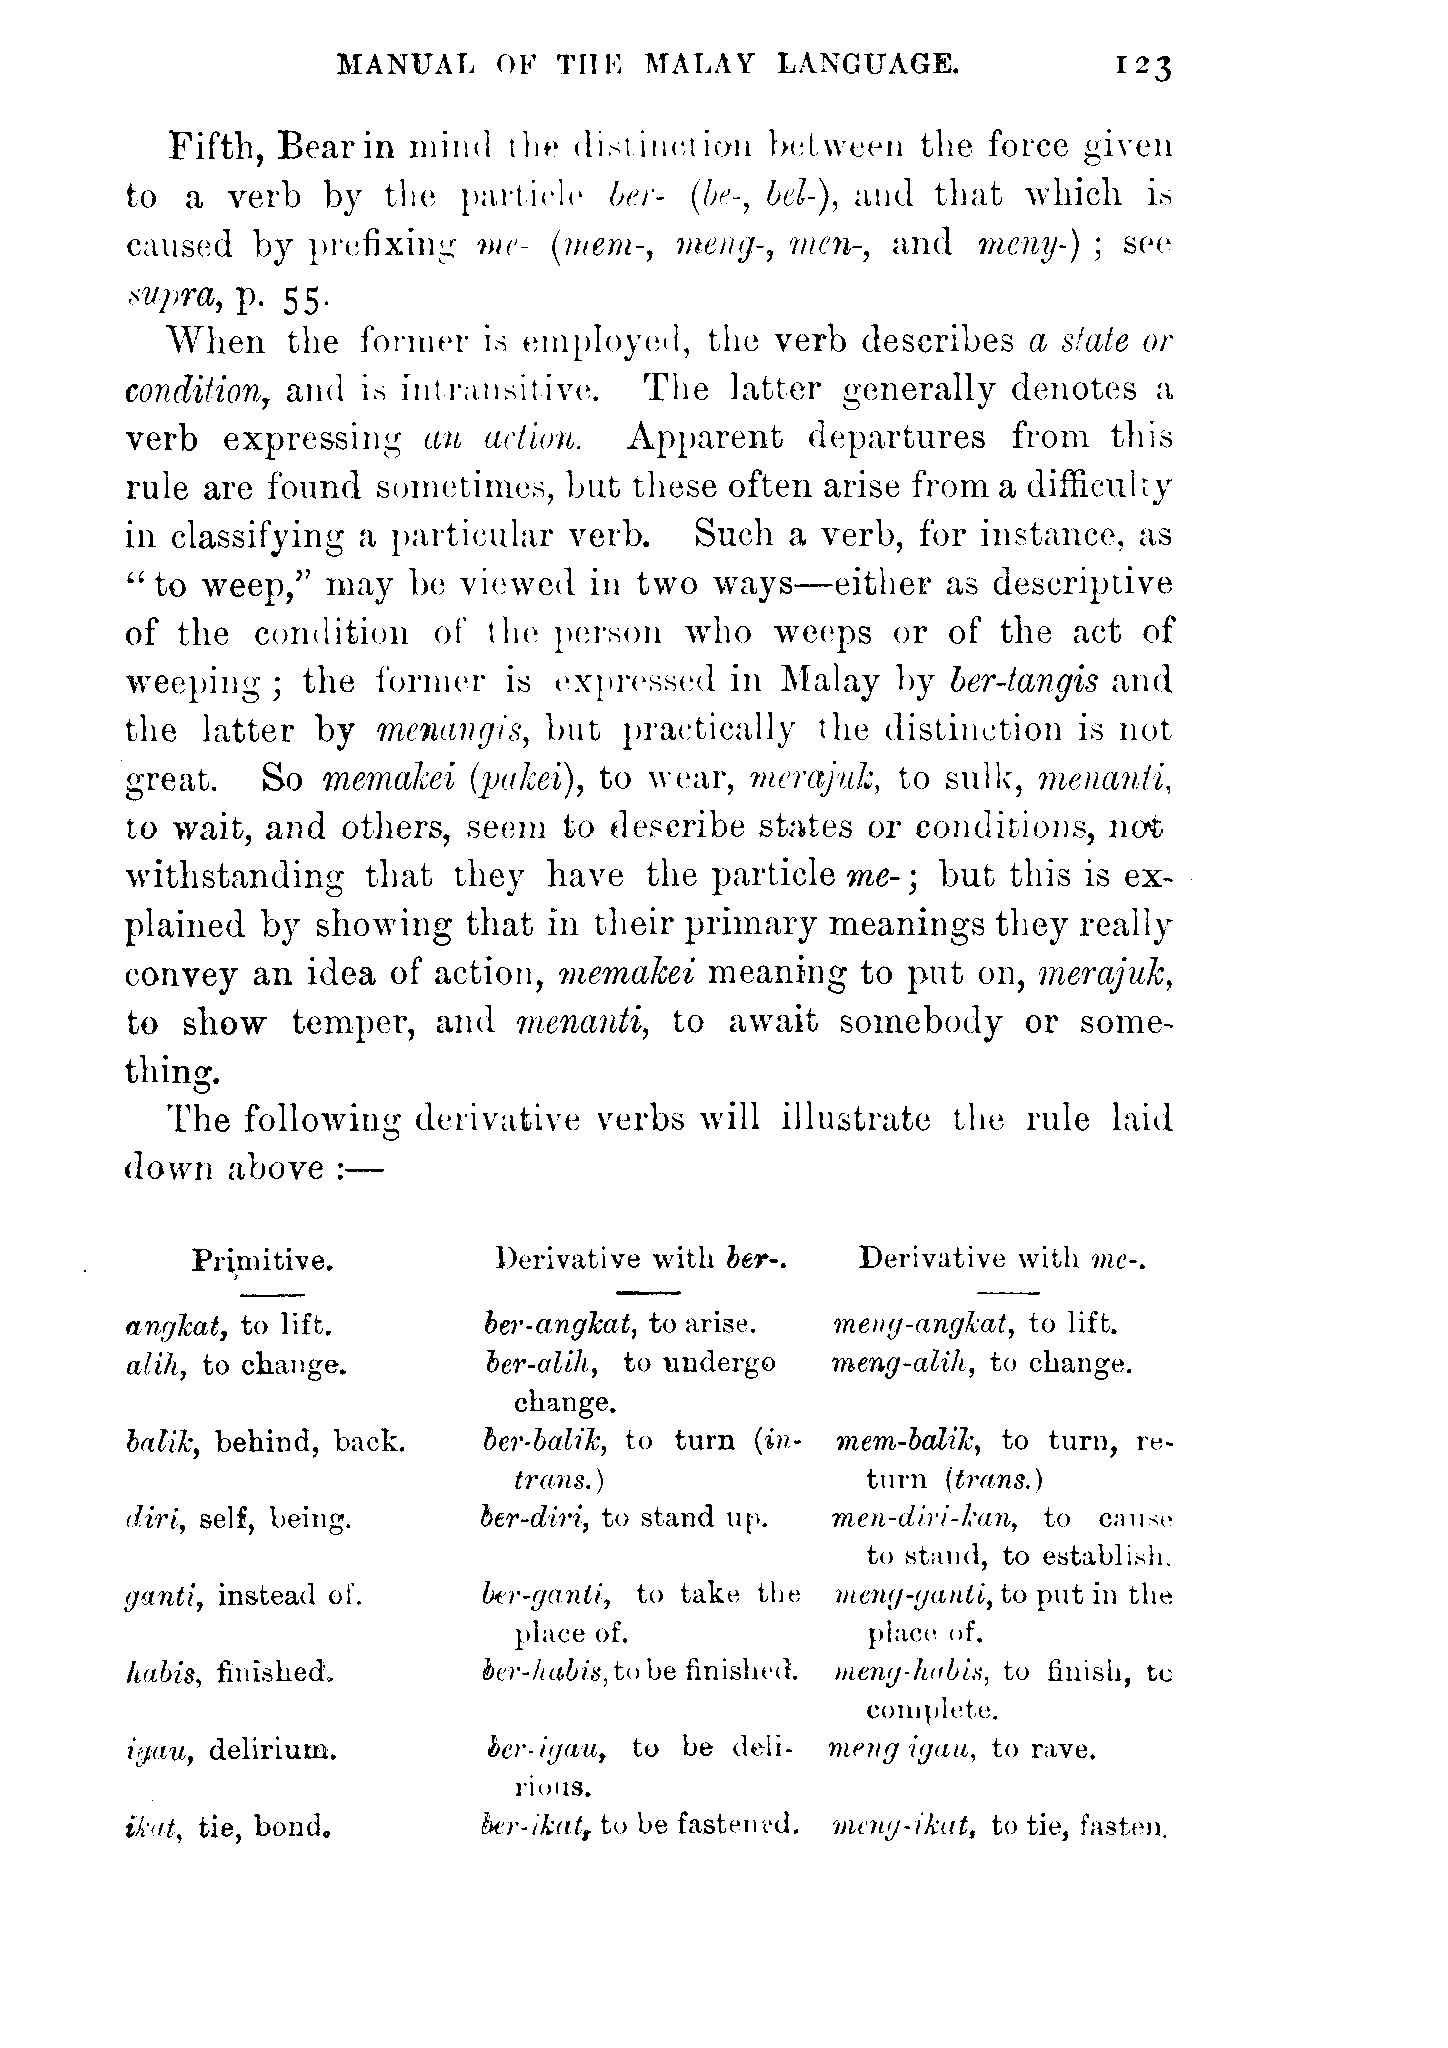 MANUAL OF THE MALAY LANGUAGE. 123
Fifth, Bear in mind the distinction between the force given
to a verb by the particle ber- (be-, bel-), and that which is
caused by prefixing me- (mem-, meng-, men-, and meny-) ; see
supra, p. 55.
When the former is employed, the verb describes a state or
condition, and is intransitive. The latter generally denotes a
verb expressing an action. Apparent departures from this
rule are found sometimes, but these often arise from a difficulty
in classifying a particular verb. Such a verb, for instance, as
“to weep,” may be viewed in two ways—either as descriptive
of the condition of the person who weeps or of the act of
weeping ; the former is expressed in Malay by ber-tangis and
the latter by menangis, but practically the distinction is not
great. So memakei (pakei), to wear, merajuk, to sulk, menanti,
to wait, and others, seem to describe states or conditions, not
withstanding that they have the particle me- ; but this is ex-
plained by showing that in their primary meanings they really
convey an idea of action, memakei meaning to put on, merajuk,
to show temper, and menanti, to await somebody or some-
thing.
The following derivative verbs will illustrate the rule laid
down above :—
Primitive. Derivative with ber-. Derivative with me-.
angkat, to lift. ber-angkat, to arise. meng-angkat, to lift.
alih, to change. ber-alih, to undergo meng-alih, to change.
change.
balik, behind, back. ber-balik, to turn (in- mem-balik, to turn, re-
trans.) turn (trans.)
diri, self, being. ber-diri, to stand up. men-diri-kan, to cause
to stand, to establish.
ganti, instead of. ber-ganti, to take the meng-ganti, to put in the
place of. place of.
habis, finished. ber-habis, to be finished. meng-habis, to finish, to
complete.
igau, delirium. ber-igau, to be deli- meng igau, to rave.
rious.
ikat, tie, bond. ber-ikat, to be fastened. meng-ikat, to tie, fasten.